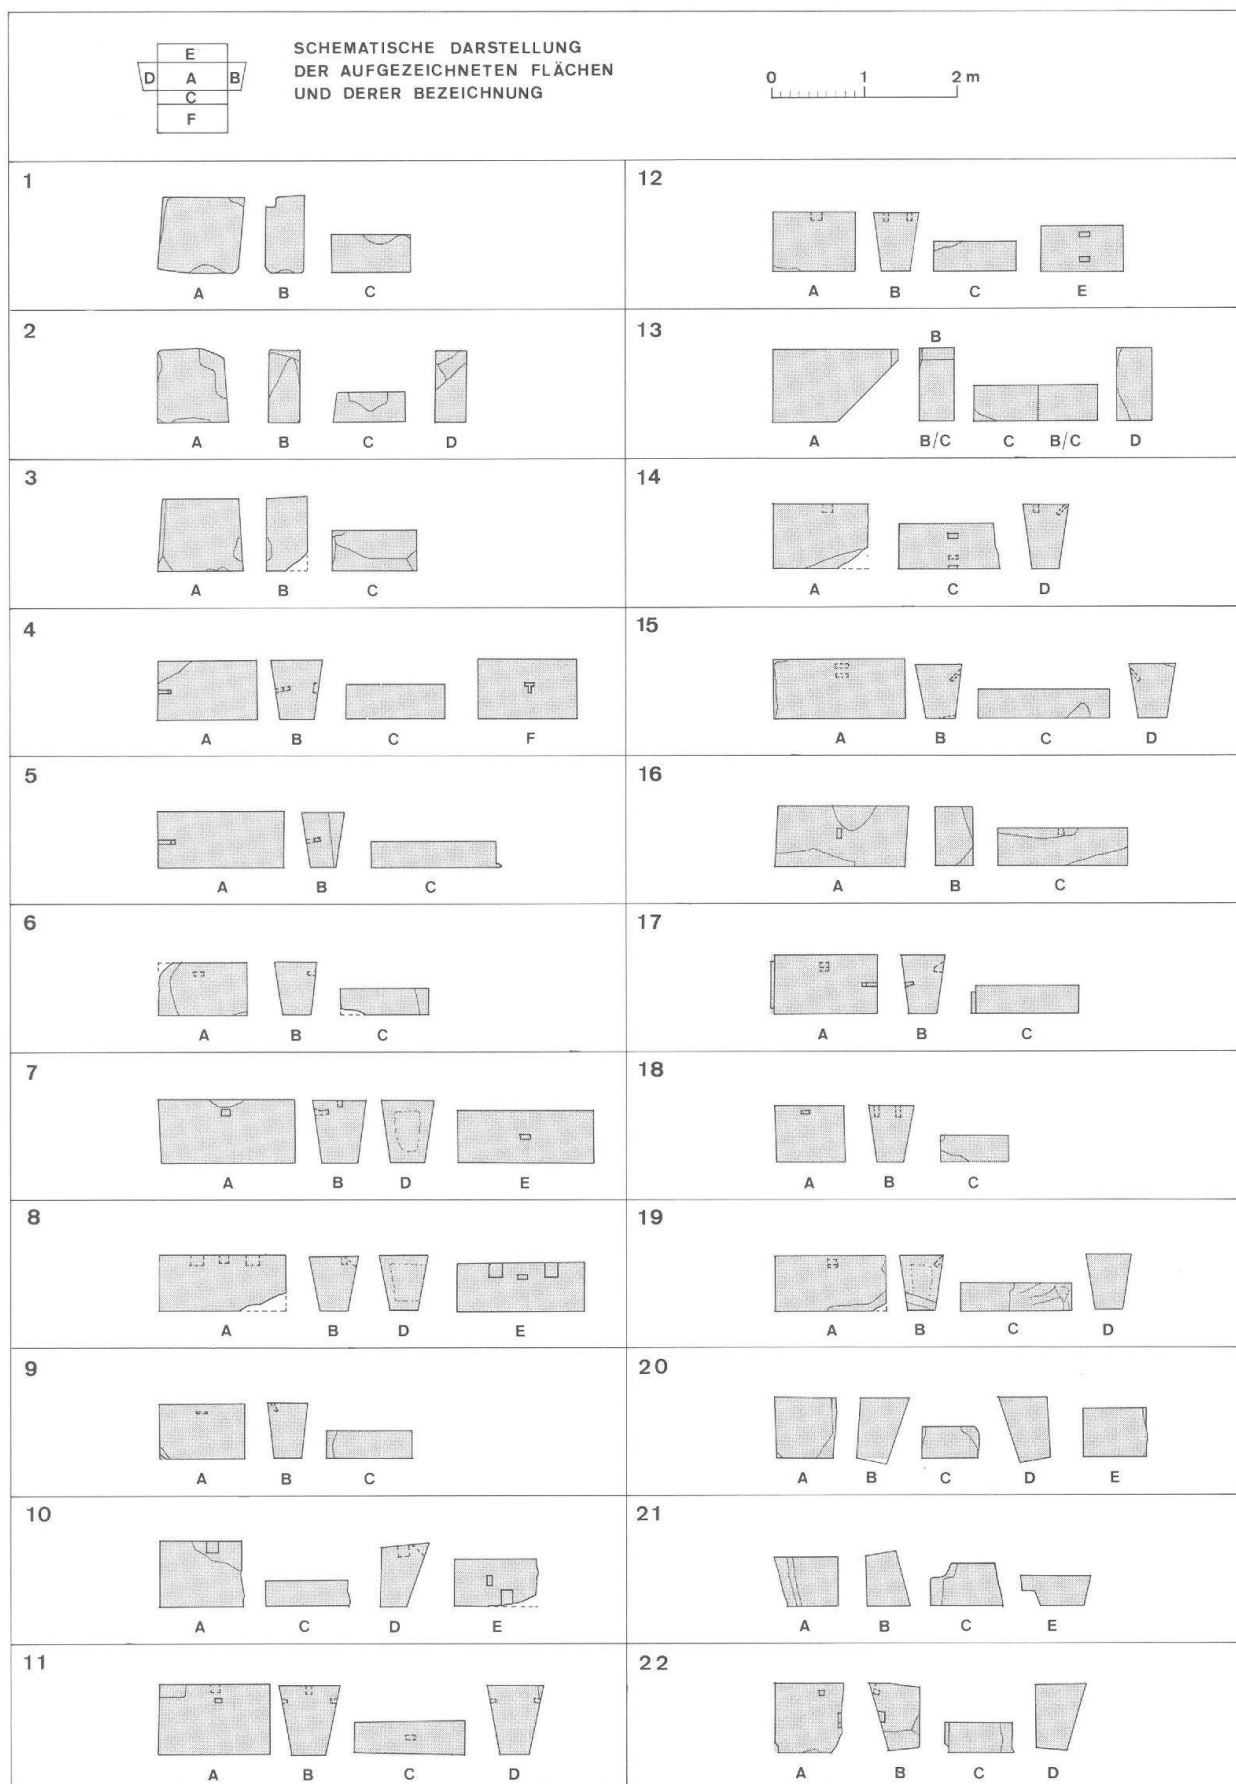 E
D A B
C
F
SCHEMATISCHE DARSTELLUNG
DER AUFGEZEICHNETEN FLÄCHEN
UND DERER BEZEICHNUNG
0 1 2 m
1
A B C
2
A B C D
3
A B C
4
A B C F
5
A B C
6
A B C
7
A B D E
8
A B D E
9
A B C
10
A C D E
11
A B C D
12
A B C E
13
B
A B/C C B/C D
14
A C D
15
A B C D
16
A B C
17
A B C
18
A B C
19
A B C D
20
A B C D E
21
A B C E
22
A B C D